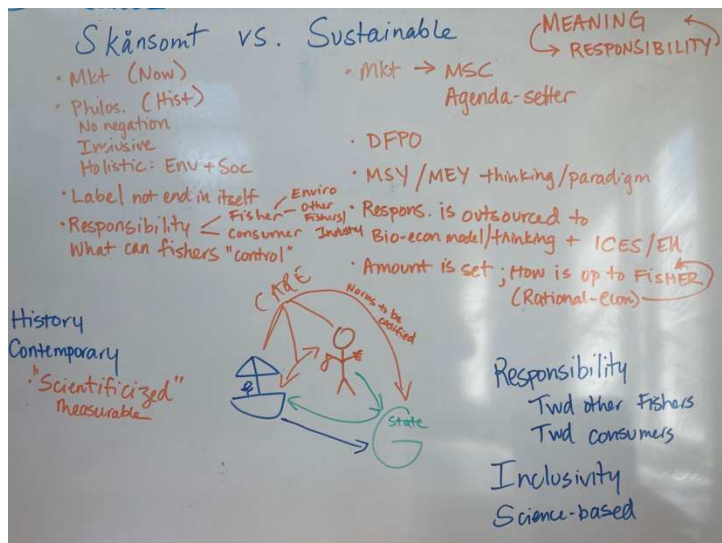 Skånsomt vs. Sustainable
MEANING
RESPONSIBILITY
• Mkt (Now)
• Philos. (Hist)
No negation
Inclusive
Holistic: Env + Soc
• Label not end in itself
• Responsibility < Fisher — Enviro
Other Fishers)
Industry
Consumer
What can fishers "control"
• Mkt → MSC
Agenda-setter
• DFPO
• MSY/MEY thinking/paradigm
• Respons. is outsourced to
Bio-econ model/thinking + ICES/EU
• Amount is set; How is up to FISHER
(Rational-econ)
CARE
Norms to be codified
State
History
Contemporary
• "Scientificized"
measurable
Responsibility
Twd other Fishers
Twd consumers
Inclusivity
Science-based